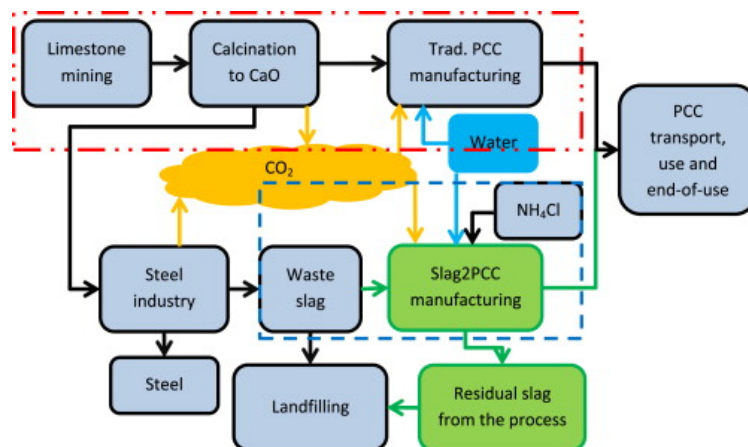 Limestone
mining
Calcination
to CaO
Trad. PCC
manufacturing
PCC
transport,
use and
end-of-use
Water
CO₂
NH₄Cl
Steel
industry
Waste
slag
Slag2PCC
manufacturing
Steel
Landfilling
Residual slag
from the process